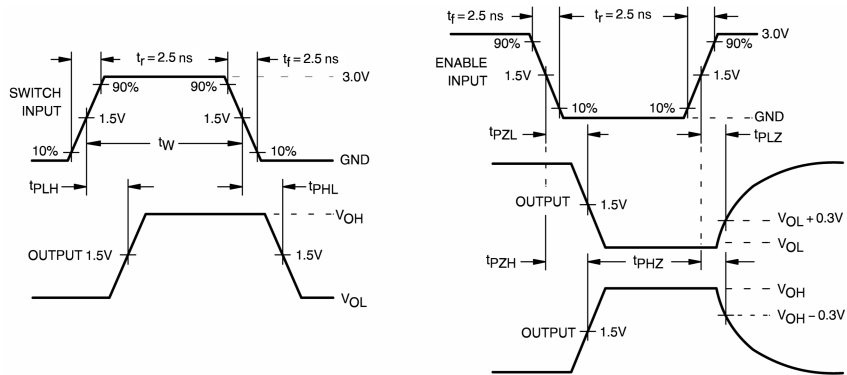 tr = 2.5 ns
tf = 2.5 ns
3.0V
SWITCH
INPUT
90%
90%
1.5V
1.5V
tW
10%
10%
GND
tPLH
tPHL
VOH
OUTPUT 1.5V
1.5V
VOL
tf = 2.5 ns
tr = 2.5 ns
3.0V
90%
90%
ENABLE
INPUT
1.5V
1.5V
10%
10%
GND
tPZL
tPLZ
OUTPUT
1.5V
VOL + 0.3V
VOL
tPZH
tPHZ
VOH
VOH – 0.3V
OUTPUT
1.5V